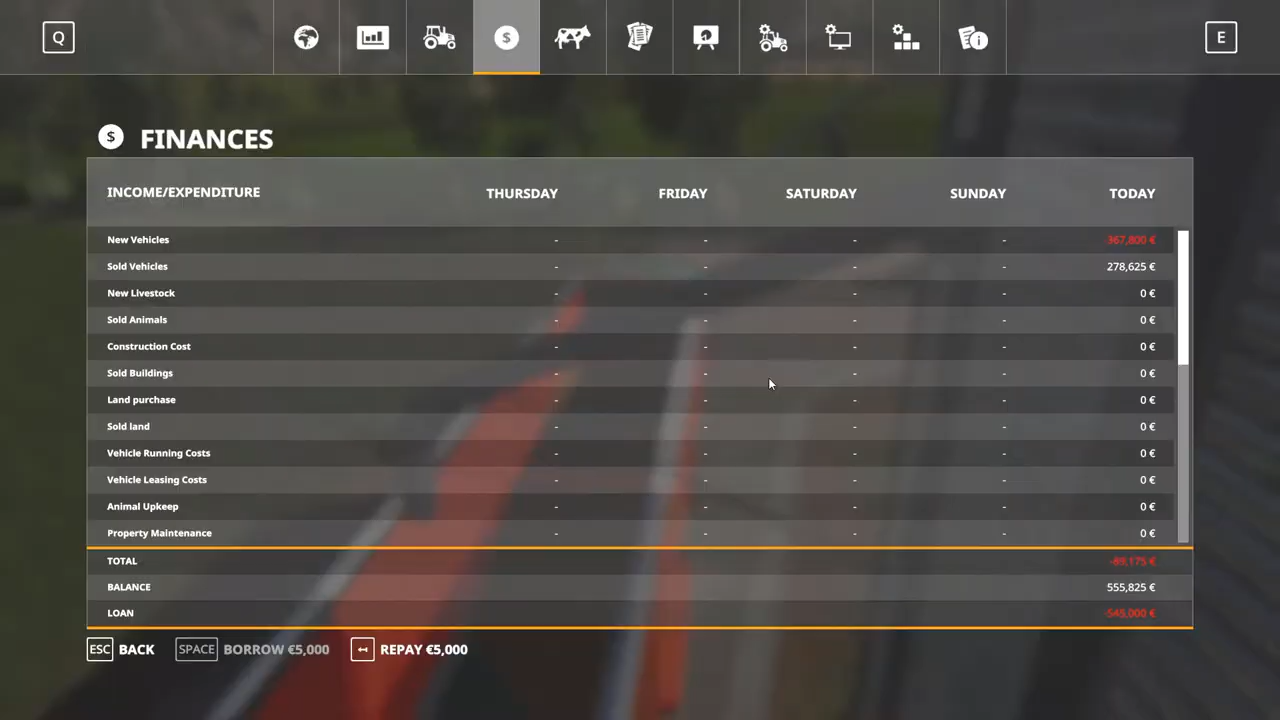 Q
$
E
$ FINANCES
INCOME/EXPENDITURE THURSDAY FRIDAY SATURDAY SUNDAY TODAY
New Vehicles - - - - 367,800 €
Sold Vehicles - - - - 278,625 €
New Livestock - - - - 0 €
Sold Animals - - - - 0 €
Construction Cost - - - - 0 €
Sold Buildings - - - - 0 €
Land purchase - - - - 0 €
Sold land - - - - 0 €
Vehicle Running Costs - - - - 0 €
Vehicle Leasing Costs - - - - 0 €
Animal Upkeep - - - - 0 €
Property Maintenance - - - - 0 €
TOTAL -89,175 €
BALANCE 555,825 €
LOAN -545,000 €
ESC BACK SPACE BORROW €5,000 ↔ REPAY €5,000